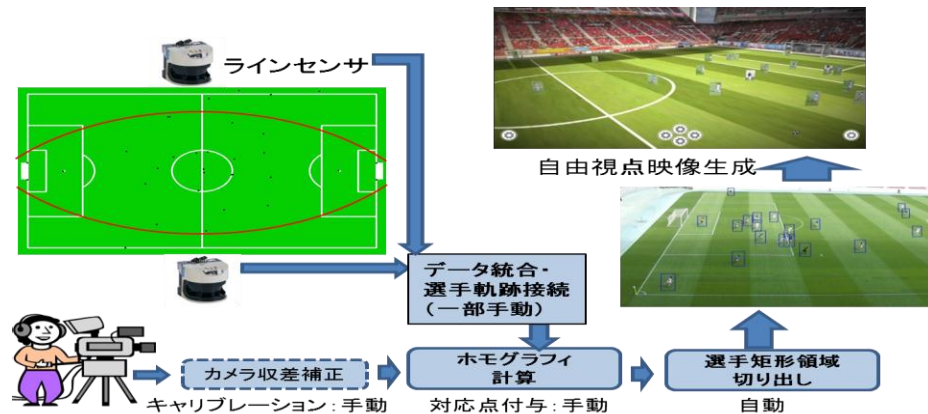 ラインセンサ
自由視点映像生成
データ統合・
選手軌跡接続
(一部手動)
カメラ収差補正
ホモグラフィ
計算
選手矩形領域
切り出し
キャリブレーション:手動
対応点付与:手動
自動